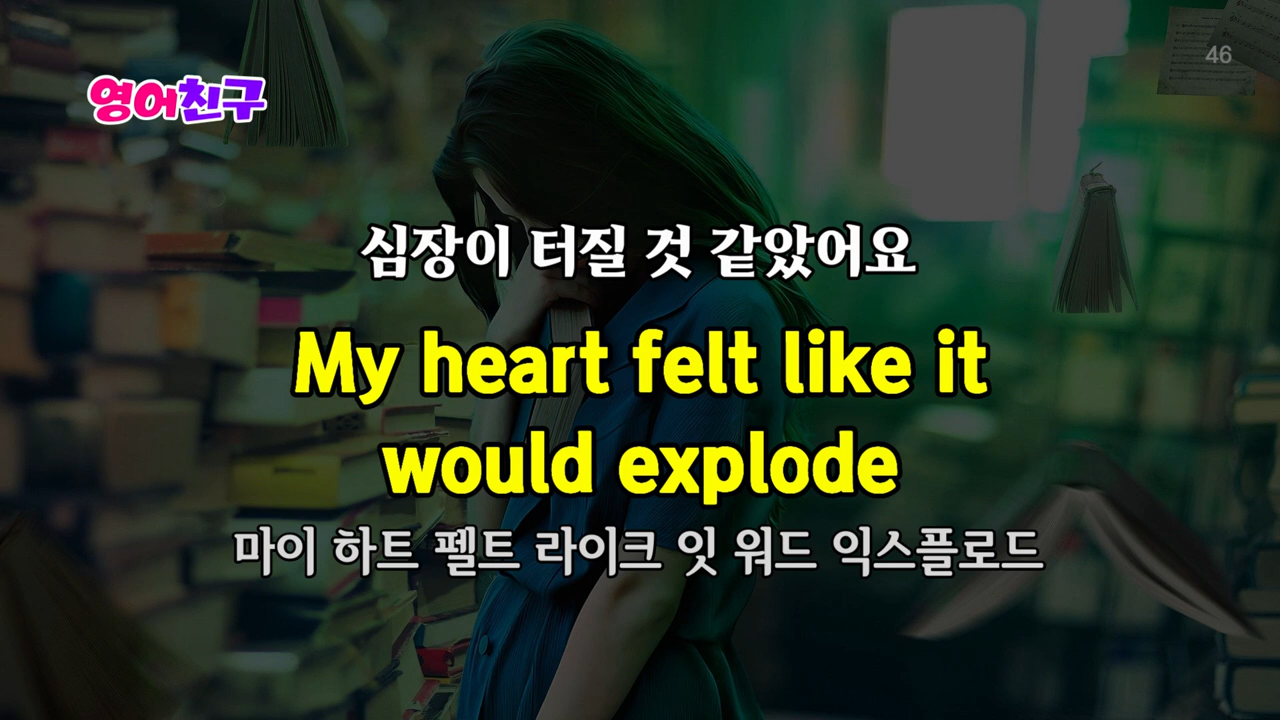 46
영어친구
심장이 터질 것 같았어요
My heart felt like it
would explode
마이 하트 펠트 라이크 잇 워드 익스플로드